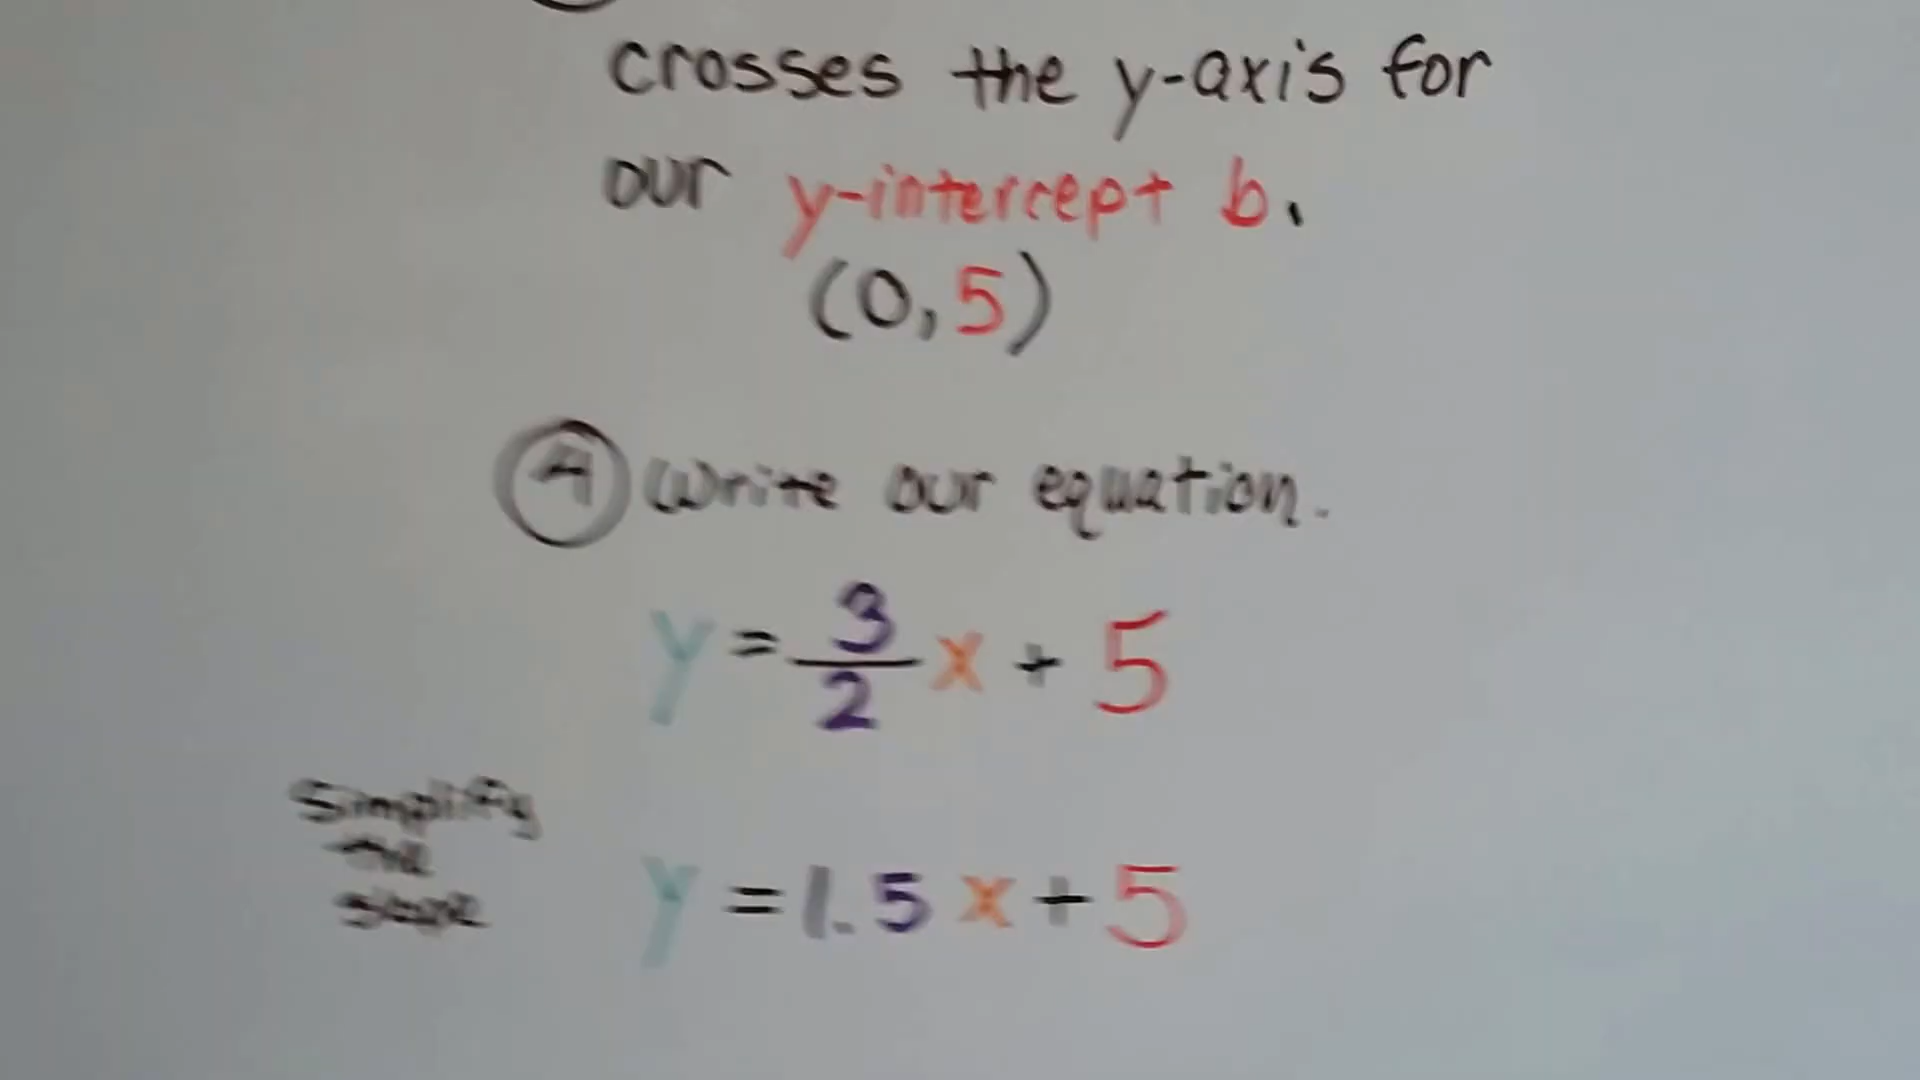 crosses the y-axis for
our y-intercept b.
(0,5)
4 Write our equation.
y = 3/2 x + 5
Simplify
the
slope
y = 1.5x + 5